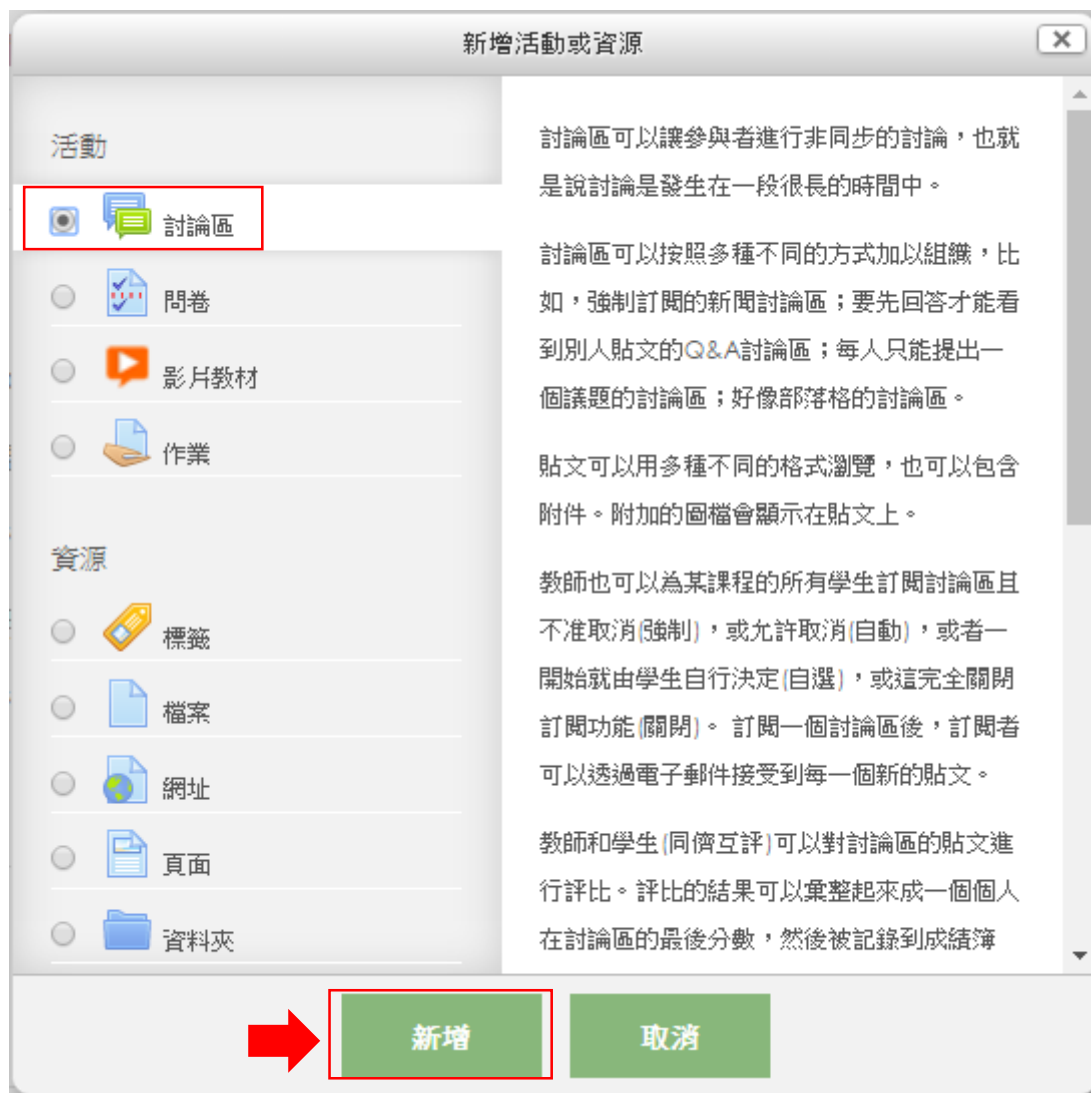 新增活動或資源
活動
討論區
問卷
影片教材
作業
資源
標籤
檔案
網址
頁面
資料夾
討論區可以讓參與者進行非同步的討論，也就
是說討論是發生在一段很長的時間中。
討論區可以按照多種不同的方式加以組織，比
如，強制訂閱的新聞討論區；要先回答才能看
到別人貼文的Q&A討論區；每人只能提出一
個議題的討論區；好像部落格的討論區。
貼文可以用多種不同的格式瀏覽，也可以包含
附件。附加的圖檔會顯示在貼文上。
教師也可以為某課程的所有學生訂閱討論區且
不准取消(強制)，或允許取消(自動)，或者一
開始就由學生自行決定(自選)，或這完全關閉
訂閱功能(關閉)。 訂閱一個討論區後，訂閱者
可以透過電子郵件接受到每一個新的貼文。
教師和學生(同儕互評)可以對討論區的貼文進
行評比。評比的結果可以彙整起來成一個個人
在討論區的最後分數，然後被記錄到成績簿
新增
取消